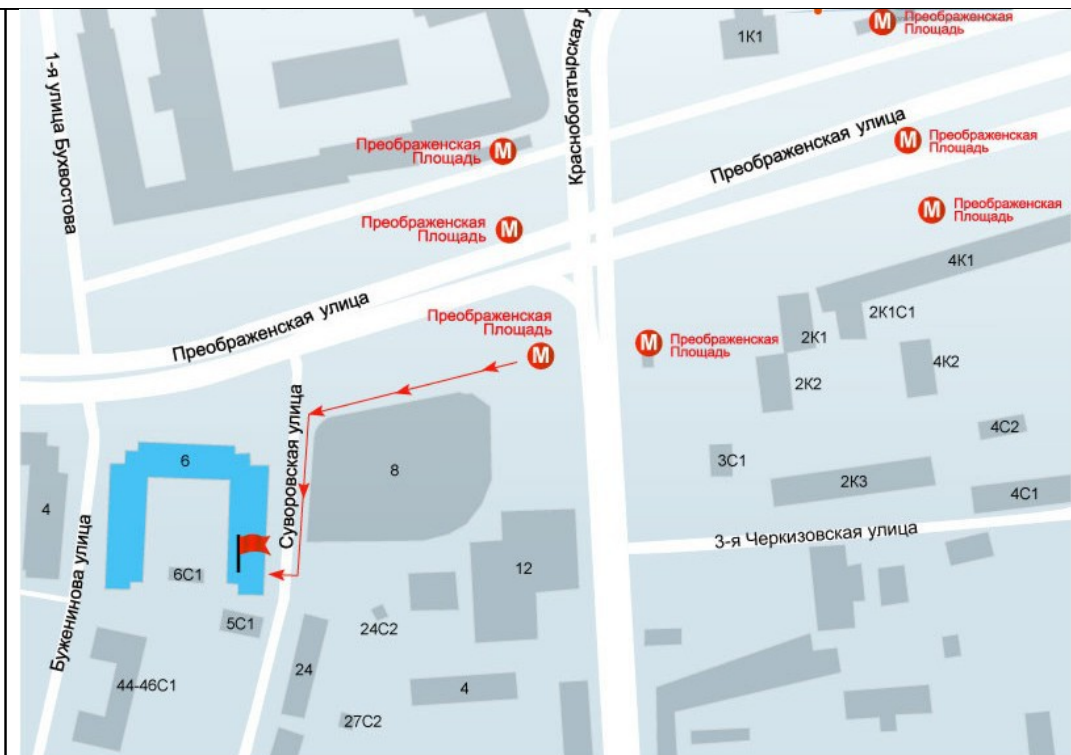 1К1
Преображенская
Площадь
М
1-я улица Бухвостова
Краснобогатырская у
Преображенская улица
Преображенская
Площадь
М
М
Преображенская
Площадь
Преображенская
Площадь
М
М
Преображенская
Площадь
4К1
Преображенская улица
Преображенская
Площадь
М
М
Преображенская
Площадь
2К1С1
2К1
4К2
2К2
4С2
Суворовская улица
6
8
3С1
2К3
4С1
4
3-я Черкизовская улица
Буженинова улица
6С1
12
5С1
24С2
24
44-46С1
4
27С2